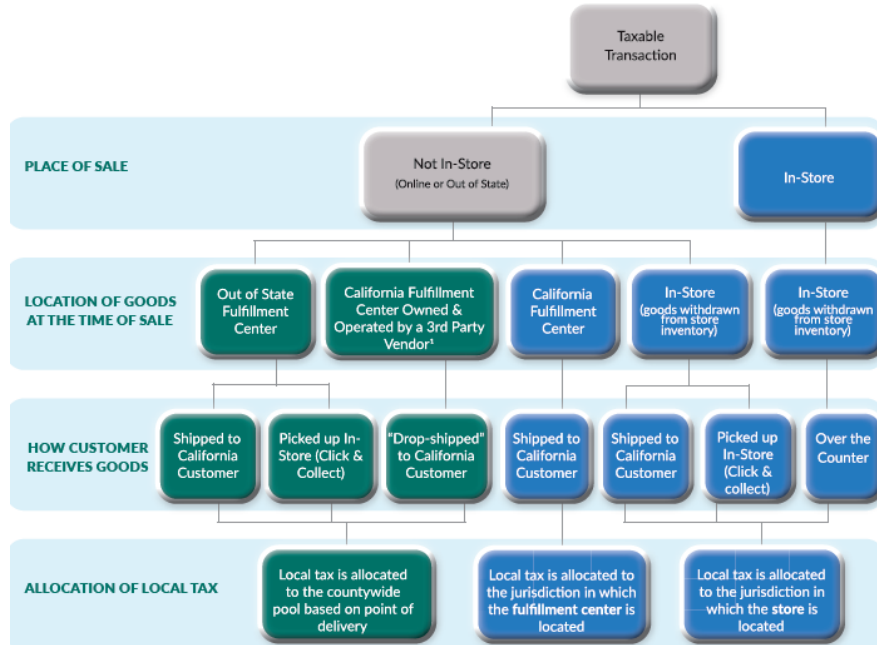 Taxable
Transaction
PLACE OF SALE
Not In-Store
(Online or Out of State)
In-Store
LOCATION OF GOODS
AT THE TIME OF SALE
Out of State
Fulfillment
Center
California Fulfillment
Center Owned &
Operated by a 3rd Party
Vendor¹
California
Fulfillment
Center
In-Store
(goods withdrawn
from store
inventory)
In-Store
(goods withdrawn
from store
inventory)
HOW CUSTOMER
RECEIVES GOODS
Shipped to
California
Customer
Picked up In-
Store (Click &
Collect)
"Drop-shipped"
to California
Customer
Shipped to
California
Customer
Shipped to
California
Customer
Picked up
In-Store
(Click &
collect)
Over the
Counter
ALLOCATION OF LOCAL TAX
Local tax is allocated
to the countywide
pool based on point of
delivery
Local tax is allocated to
the jurisdiction in which
the fulfillment center is
located
Local tax is allocated
to the jurisdiction in
which the store is
located